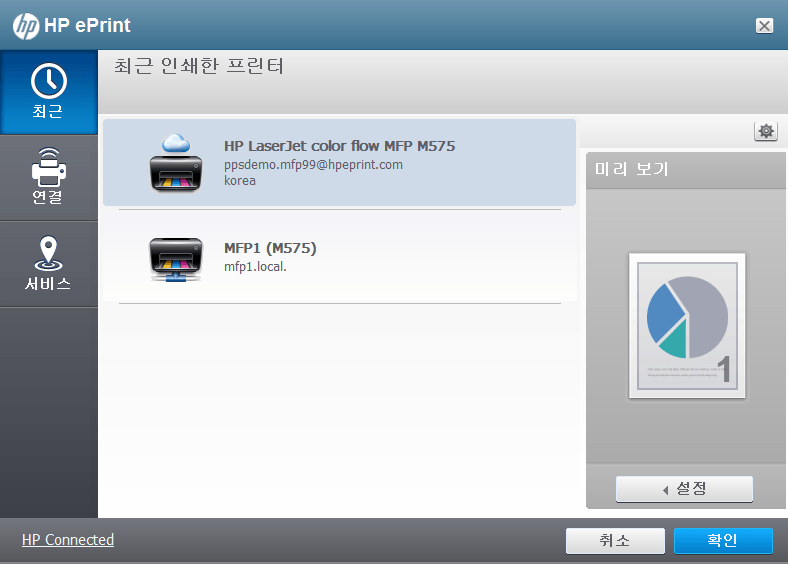 hp HP ePrint
최근
연결
서비스
최근 인쇄한 프린터
HP LaserJet color flow MFP M575
ppsdemo.mfp99@hpeprint.com
korea
MFP1 (M575)
mfp1.local.
미리 보기
1
설정
HP Connected
취소
확인